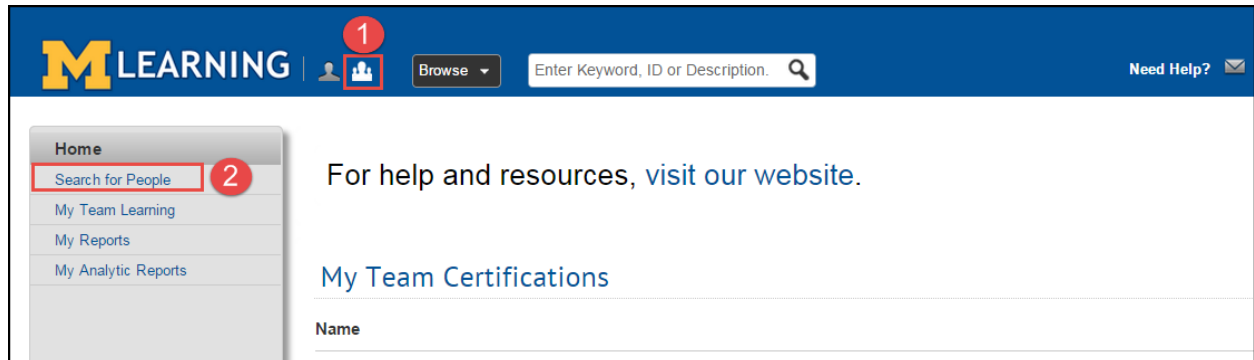 1
M LEARNING
Browse
Enter Keyword, ID or Description.
Need Help?
Home
Search for People
2
My Team Learning
My Reports
My Analytic Reports
For help and resources, visit our website.
My Team Certifications
Name